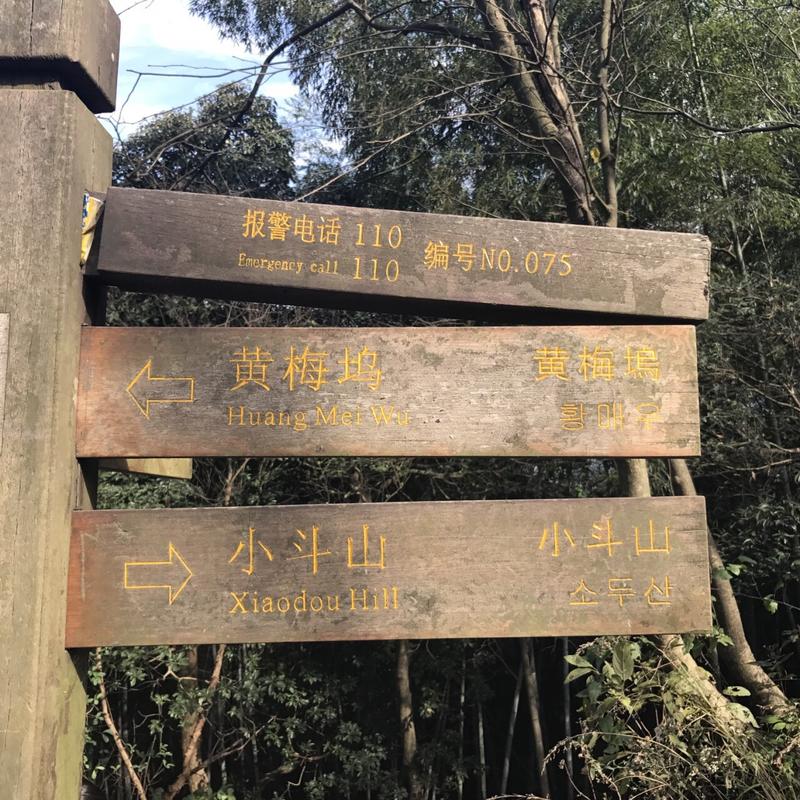 报警电话 110 编号NO.075
Emergency call 110
黄梅坞 黄梅塢
Huang Mei Wu 황매우
小斗山 小斗山
Xiaodou Hill 소두산